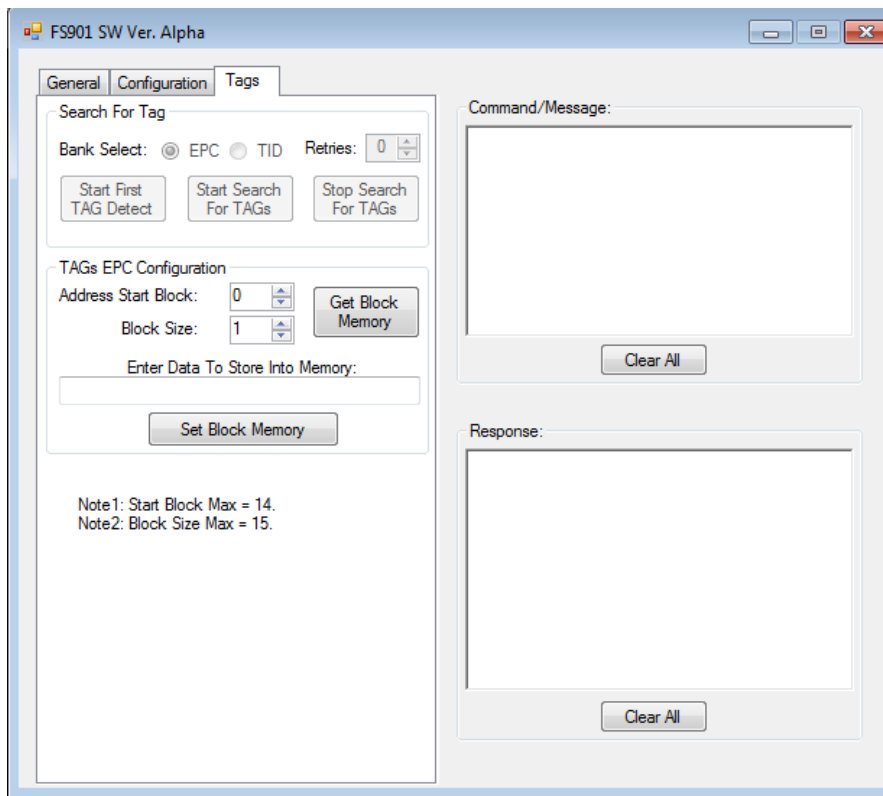 FS901 SW Ver. Alpha
General
Configuration
Tags
Search For Tag
Bank Select:
EPC
TID
Retries:
0
Start First
TAG Detect
Start Search
For TAGs
Stop Search
For TAGs
TAGs EPC Configuration
Address Start Block:
0
Block Size:
1
Get Block
Memory
Enter Data To Store Into Memory:
Set Block Memory
Note1: Start Block Max = 14.
Note2: Block Size Max = 15.
Command/Message:
Clear All
Response:
Clear All